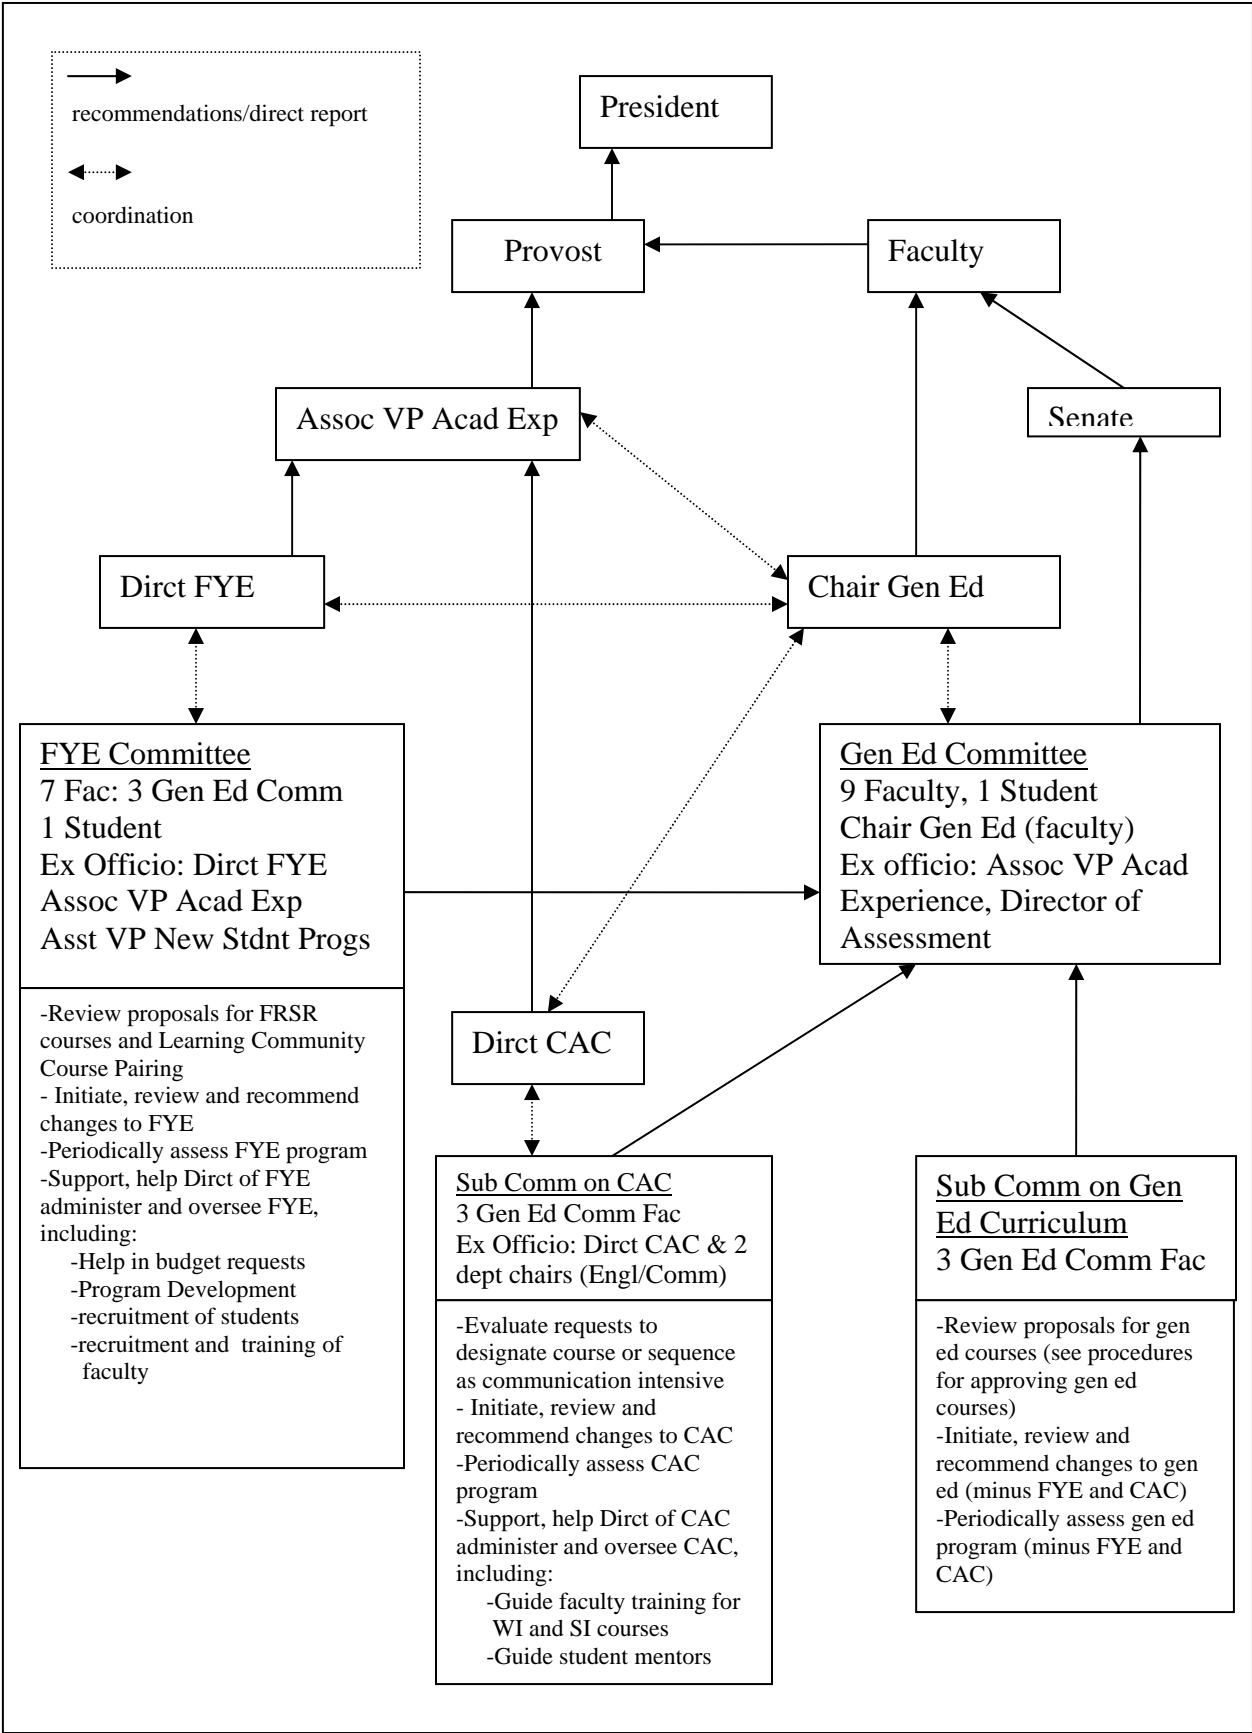 recommendations/direct report
coordination
President
Provost
Faculty
Assoc VP Acad Exp
Senate
Dirct FYE
Chair Gen Ed
FYE Committee
7 Fac: 3 Gen Ed Comm
1 Student
Ex Officio: Dirct FYE
Assoc VP Acad Exp
Asst VP New Stdnt Progs
Gen Ed Committee
9 Faculty, 1 Student
Chair Gen Ed (faculty)
Ex officio: Assoc VP Acad
Experience, Director of
Assessment
-Review proposals for FRSR
courses and Learning Community
Course Pairing
- Initiate, review and recommend
changes to FYE
-Periodically assess FYE program
-Support, help Dirct of FYE
administer and oversee FYE,
including:
-Help in budget requests
-Program Development
-recruitment of students
-recruitment and  training of
faculty
Dirct CAC
Sub Comm on CAC
3 Gen Ed Comm Fac
Ex Officio: Dirct CAC & 2
dept chairs (Engl/Comm)
-Evaluate requests to
designate course or sequence
as communication intensive
- Initiate, review and
recommend changes to CAC
-Periodically assess CAC
program
-Support, help Dirct of CAC
administer and oversee CAC,
including:
-Guide faculty training for
WI and SI courses
-Guide student mentors
Sub Comm on Gen
Ed Curriculum
3 Gen Ed Comm Fac
-Review proposals for gen
ed courses (see procedures
for approving gen ed
courses)
-Initiate, review and
recommend changes to gen
ed (minus FYE and CAC)
-Periodically assess gen ed
program (minus FYE and
CAC)